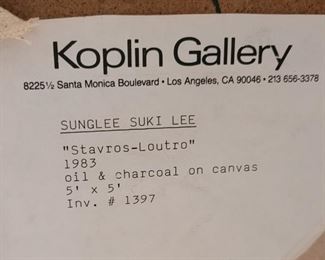 Koplin Gallery
8225½ Santa Monica Boulevard • Los Angeles, CA 90046 • 213 656-3378
SUNGLEE SUKI LEE
"Stavros-Loutro"
1983
oil & charcoal on canvas
5' x 5'
Inv. # 1397